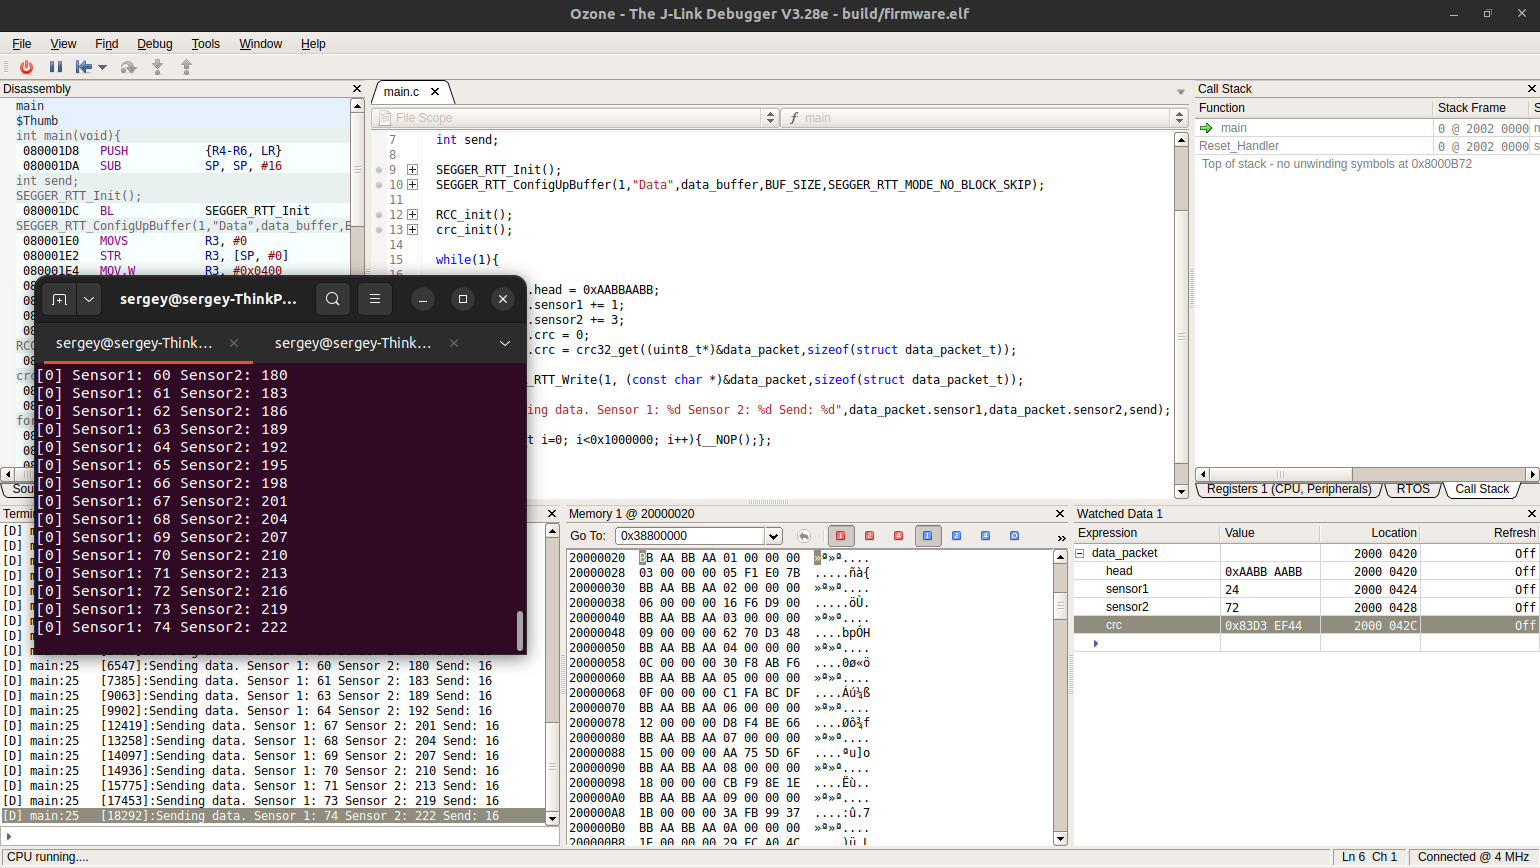 Ozone - The J-Link Debugger V3.28e - build/firmware.elf
File View Find Debug Tools Window Help
Disassembly
main
$Thumb
int main(void){
080001D8 PUSH {R4-R6, LR}
080001DA SUB SP, SP, #16
int send;
SEGGER_RTT_Init();
080001DC BL SEGGER_RTT_Init
SEGGER_RTT_ConfigUpBuffer(1,"Data",data_buffer,B
080001E0 MOVS R3, #0
080001E2 STR R3, [SP, #0]
080001E4 MOV.W R3, #0x0400
main.c
File Scope
main
7 int send;
8
9 SEGGER_RTT_Init();
10 SEGGER_RTT_ConfigUpBuffer(1,"Data",data_buffer,BUF_SIZE,SEGGER_RTT_MODE_NO_BLOCK_SKIP);
11
12 RCC_init();
13 crc_init();
14
15 while(1){
16
.head = 0xAABBAABB;
.sensor1 += 1;
.sensor2 += 3;
.crc = 0;
.crc = crc32_get((uint8_t*)&data_packet,sizeof(struct data_packet_t));
_RTT_Write(1, (const char *)&data_packet,sizeof(struct data_packet_t));
ng data. Sensor 1: %d Sensor 2: %d Send: %d",data_packet.sensor1,data_packet.sensor2,send);
t i=0; i<0x1000000; i++){__NOP();};
Call Stack
Function Stack Frame S
main 0 @ 2002 0000 m
Reset_Handler 0 @ 2002 0000 s
Top of stack - no unwinding symbols at 0x8000B72
Registers 1 (CPU, Peripherals) RTOS Call Stack
sergey@sergey-ThinkP...
sergey@sergey-Think... sergey@sergey-Think...
[0] Sensor1: 60 Sensor2: 180
[0] Sensor1: 61 Sensor2: 183
[0] Sensor1: 62 Sensor2: 186
[0] Sensor1: 63 Sensor2: 189
[0] Sensor1: 64 Sensor2: 192
[0] Sensor1: 65 Sensor2: 195
[0] Sensor1: 66 Sensor2: 198
[0] Sensor1: 67 Sensor2: 201
[0] Sensor1: 68 Sensor2: 204
[0] Sensor1: 69 Sensor2: 207
[0] Sensor1: 70 Sensor2: 210
[0] Sensor1: 71 Sensor2: 213
[0] Sensor1: 72 Sensor2: 216
[0] Sensor1: 73 Sensor2: 219
[0] Sensor1: 74 Sensor2: 222
[D] main:25 [6547]:Sending data. Sensor 1: 60 Sensor 2: 180 Send: 16
[D] main:25 [7385]:Sending data. Sensor 1: 61 Sensor 2: 183 Send: 16
[D] main:25 [9063]:Sending data. Sensor 1: 63 Sensor 2: 189 Send: 16
[D] main:25 [9902]:Sending data. Sensor 1: 64 Sensor 2: 192 Send: 16
[D] main:25 [12419]:Sending data. Sensor 1: 67 Sensor 2: 201 Send: 16
[D] main:25 [13258]:Sending data. Sensor 1: 68 Sensor 2: 204 Send: 16
[D] main:25 [14097]:Sending data. Sensor 1: 69 Sensor 2: 207 Send: 16
[D] main:25 [14936]:Sending data. Sensor 1: 70 Sensor 2: 210 Send: 16
[D] main:25 [15775]:Sending data. Sensor 1: 71 Sensor 2: 213 Send: 16
[D] main:25 [17453]:Sending data. Sensor 1: 73 Sensor 2: 219 Send: 16
[D] main:25 [18292]:Sending data. Sensor 1: 74 Sensor 2: 222 Send: 16
Memory 1 @ 20000020
Go To: 0x38800000
20000020 BB AA BB AA 01 00 00 00 »ª»ª....
20000028 03 00 00 00 05 F1 E0 7B .....ñà{
20000030 BB AA BB AA 02 00 00 00 »ª»ª....
20000038 06 00 00 00 16 F6 D9 00 .....öÙ.
20000040 BB AA BB AA 03 00 00 00 »ª»ª....
20000048 09 00 00 00 62 70 D3 48 ....bpÓH
20000050 BB AA BB AA 04 00 00 00 »ª»ª....
20000058 0C 00 00 00 30 F8 AB F6 ....0ø«ö
20000060 BB AA BB AA 05 00 00 00 »ª»ª....
20000068 0F 00 00 00 C1 FA BC DF ....Áú¼ß
20000070 BB AA BB AA 06 00 00 00 »ª»ª....
20000078 12 00 00 00 D8 F4 BE 66 ....Øô¾f
20000080 BB AA BB AA 07 00 00 00 »ª»ª....
20000088 15 00 00 00 AA 75 5D 6F ....ªu]o
20000090 BB AA BB AA 08 00 00 00 »ª»ª....
20000098 18 00 00 00 CB F9 8E 1E ....Ëù..
200000A0 BB AA BB AA 09 00 00 00 »ª»ª....
200000A8 1B 00 00 00 3A FB 99 37 ....:û.7
200000B0 BB AA BB AA 0A 00 00 00 »ª»ª....
200000B8 1E 00 00 00 29 FC A0 4C ....)ü L
Watched Data 1
Expression Value Location Refresh
data_packet 2000 0420 Off
head 0xAABB AABB 2000 0420 Off
sensor1 24 2000 0424 Off
sensor2 72 2000 0428 Off
crc 0x83D3 EF44 2000 042C Off
CPU running....
Ln 6 Ch 1
Connected @ 4 MHz